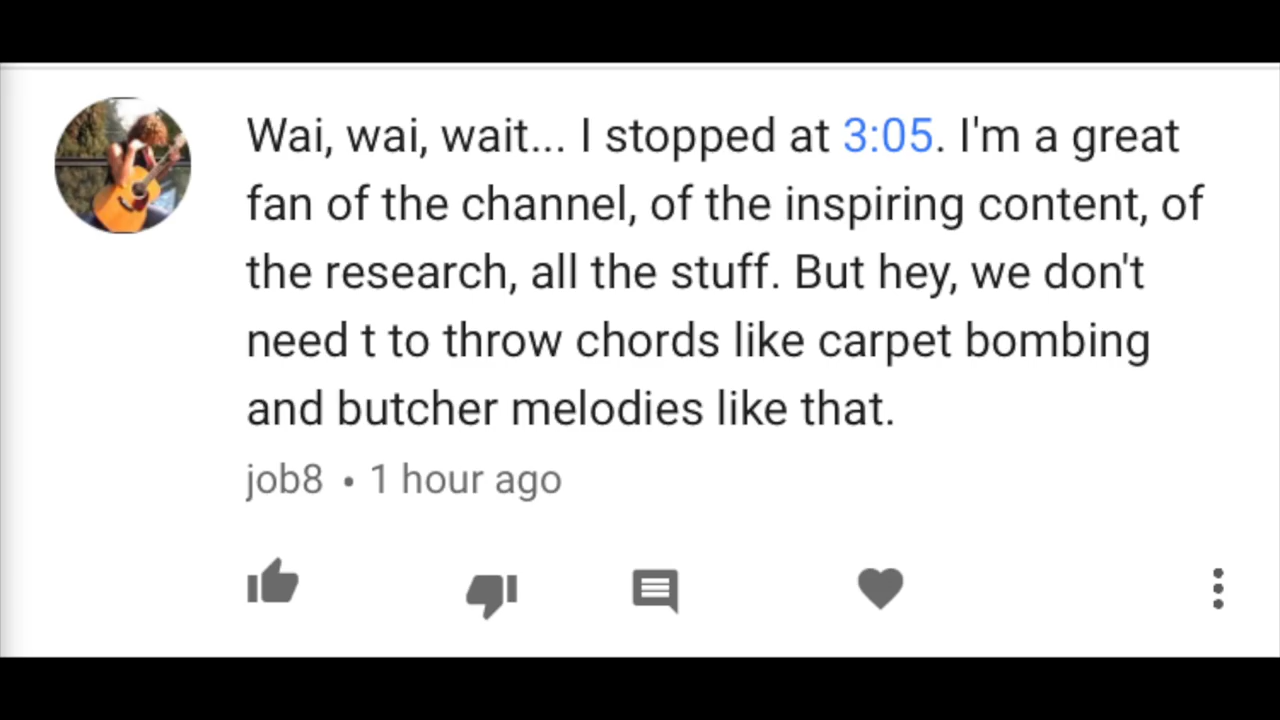 Wai, wai, wait... I stopped at 3:05. I'm a great
fan of the channel, of the inspiring content, of
the research, all the stuff. But hey, we don't
need t to throw chords like carpet bombing
and butcher melodies like that.
job8 • 1 hour ago